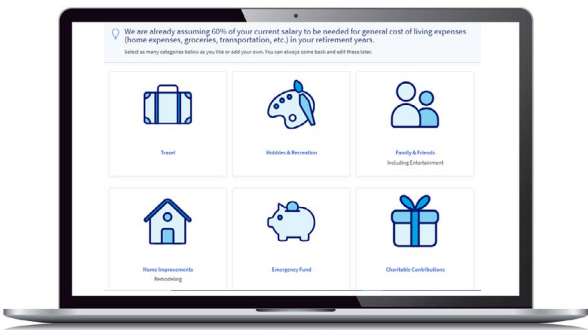 We are already assuming 60% of your current salary to be needed for general cost of living expenses
(home expenses, groceries, transportation, etc.) in your retirement years.
Select as many categories below as you like or add your own. You can always come back and edit these later.
Travel
Hobbies & Recreation
Family & Friends
Including Entertainment
Home Improvements
Remodeling
Emergency Fund
Charitable Contributions